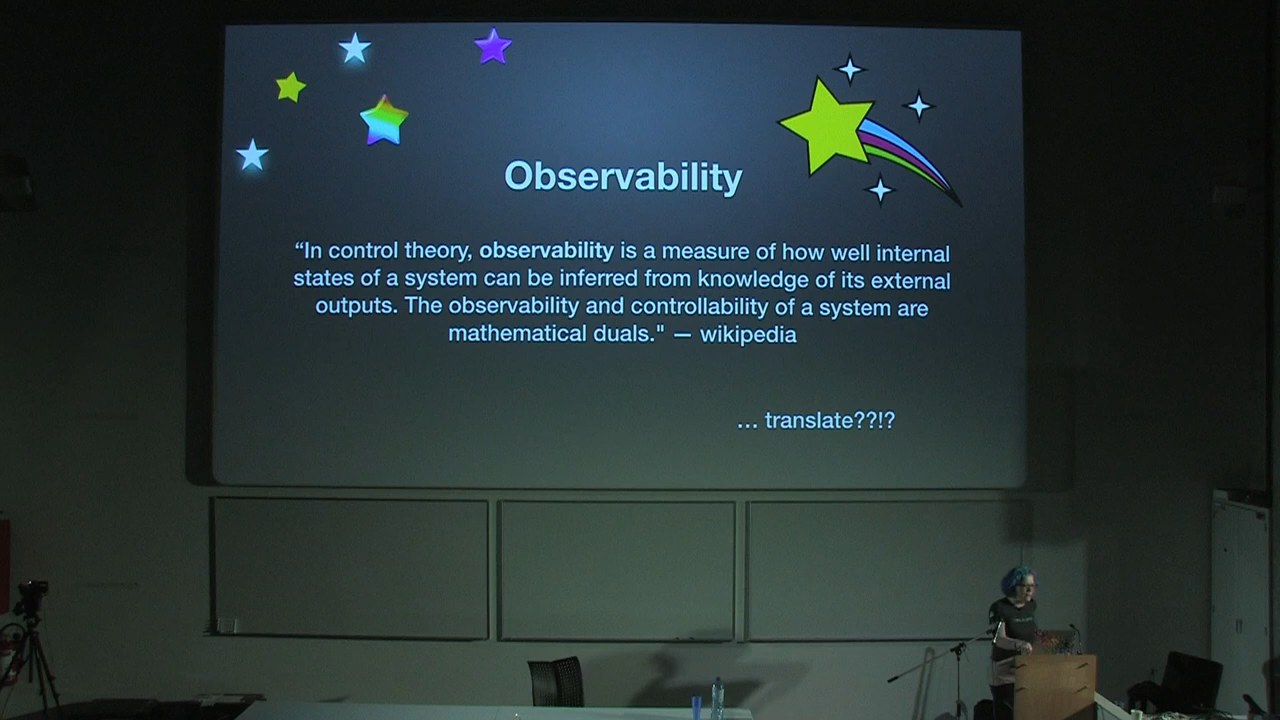 Observability
“In control theory, observability is a measure of how well internal
states of a system can be inferred from knowledge of its external
outputs. The observability and controllability of a system are
mathematical duals." — wikipedia
... translate??!?